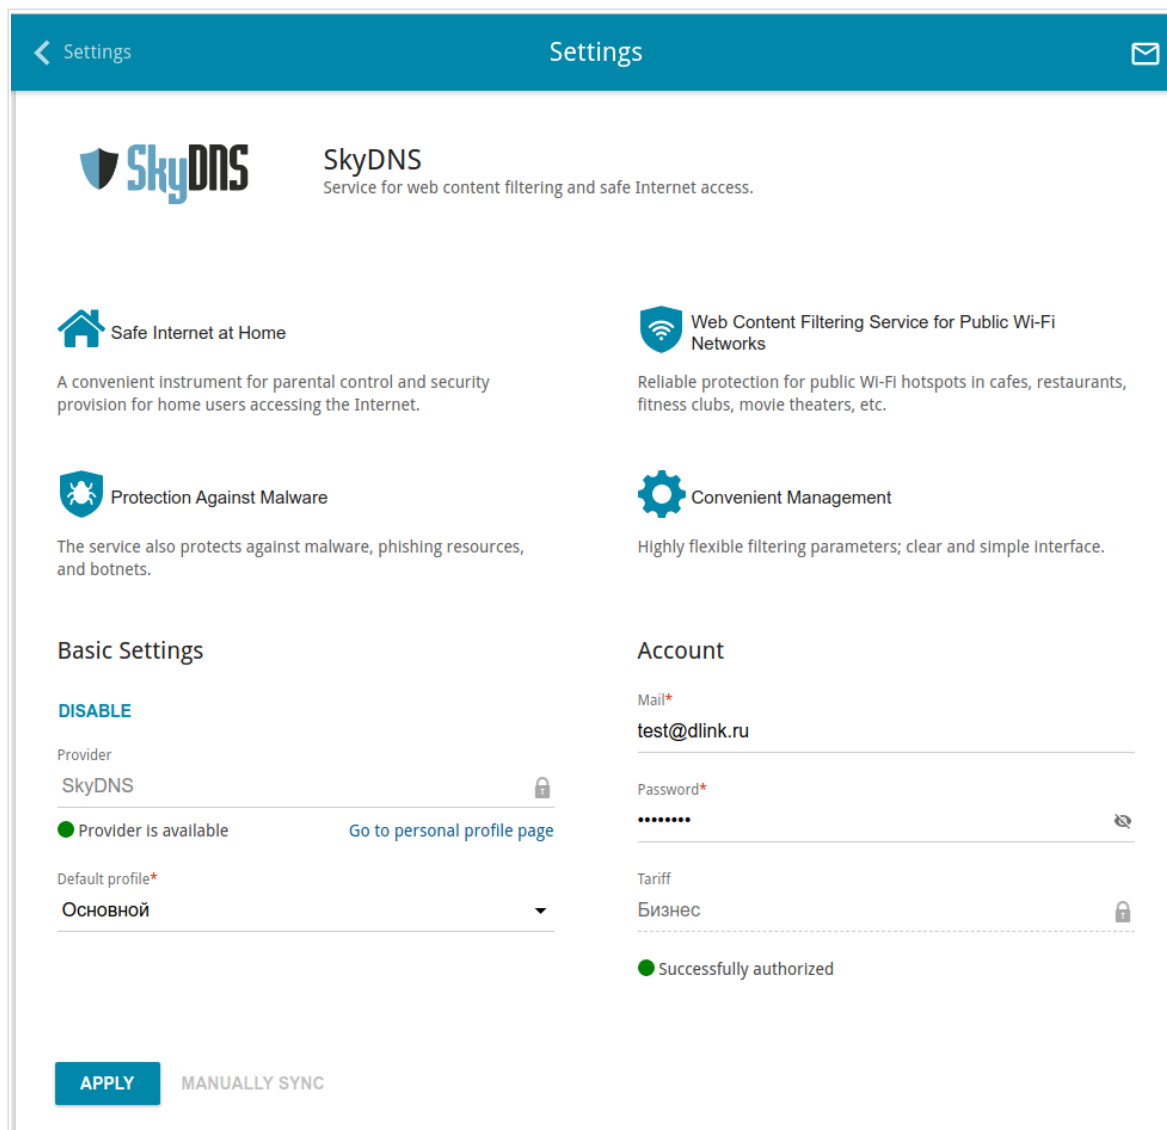 Settings
Settings
SkyDNS
SkyDNS
Service for web content filtering and safe Internet access.
Safe Internet at Home
A convenient instrument for parental control and security
provision for home users accessing the Internet.
Web Content Filtering Service for Public Wi-Fi
Networks
Reliable protection for public Wi-Fi hotspots in cafes, restaurants,
fitness clubs, movie theaters, etc.
Protection Against Malware
The service also protects against malware, phishing resources,
and botnets.
Convenient Management
Highly flexible filtering parameters; clear and simple interface.
Basic Settings
DISABLE
Provider
SkyDNS
Provider is available
Go to personal profile page
Default profile*
Основной
Account
Mail*
test@dlink.ru
Password*
••••••••
Tariff
Бизнес
Successfully authorized
APPLY
MANUALLY SYNC